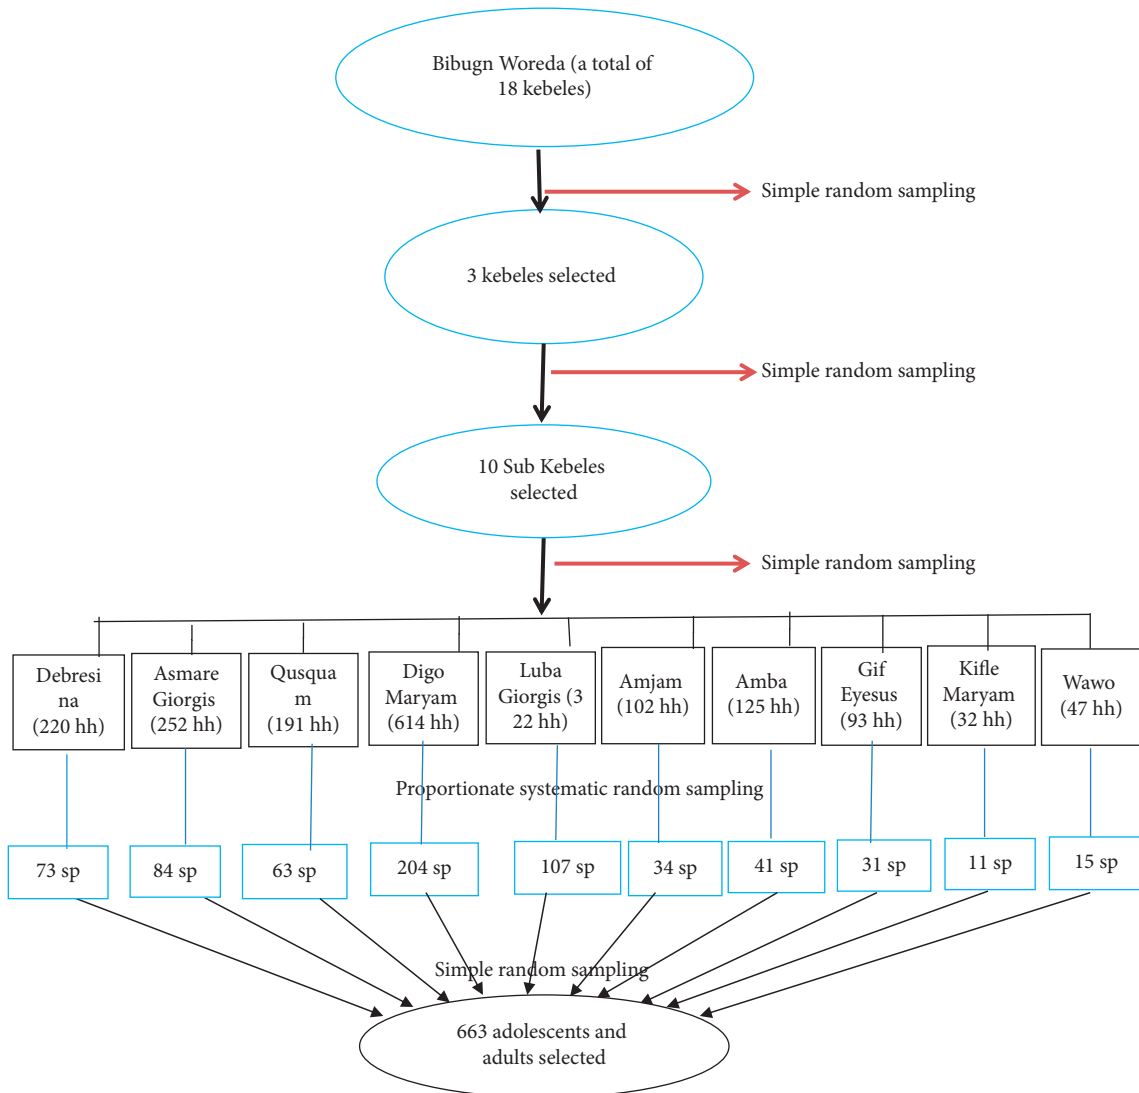 Bibugn Woreda (a total of
18 kebeles)
Simple random sampling
3 kebeles selected
Simple random sampling
10 Sub Kebeles
selected
Simple random sampling
Debresi
na
(220 hh)
Asmare
Giorgis
(252 hh)
Qusqua
m
(191 hh)
Digo
Maryam
(614 hh)
Luba
Giorgis (3
22 hh)
Amjam
(102 hh)
Amba
(125 hh)
Gif
Eyesus
(93 hh)
Kifle
Maryam
(32 hh)
Wawo
(47 hh)
Proportionate systematic random sampling
73 sp
84 sp
63 sp
204 sp
107 sp
34 sp
41 sp
31 sp
11 sp
15 sp
Simple random sampling
663 adolescents and
adults selected